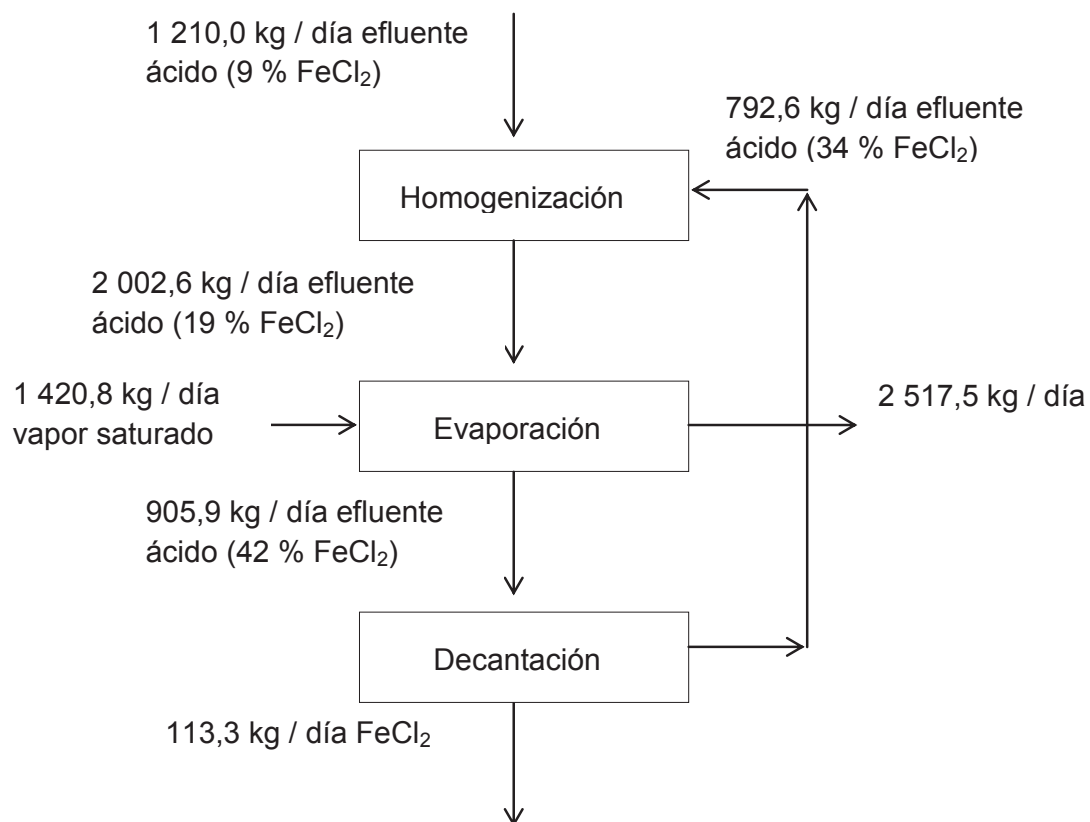 1 210,0 kg / día efluente
ácido (9 % FeCl₂)
792,6 kg / día efluente
ácido (34 % FeCl₂)
Homogenización
2 002,6 kg / día efluente
ácido (19 % FeCl₂)
1 420,8 kg / día
vapor saturado
Evaporación
2 517,5 kg / día
905,9 kg / día efluente
ácido (42 % FeCl₂)
Decantación
113,3 kg / día FeCl₂